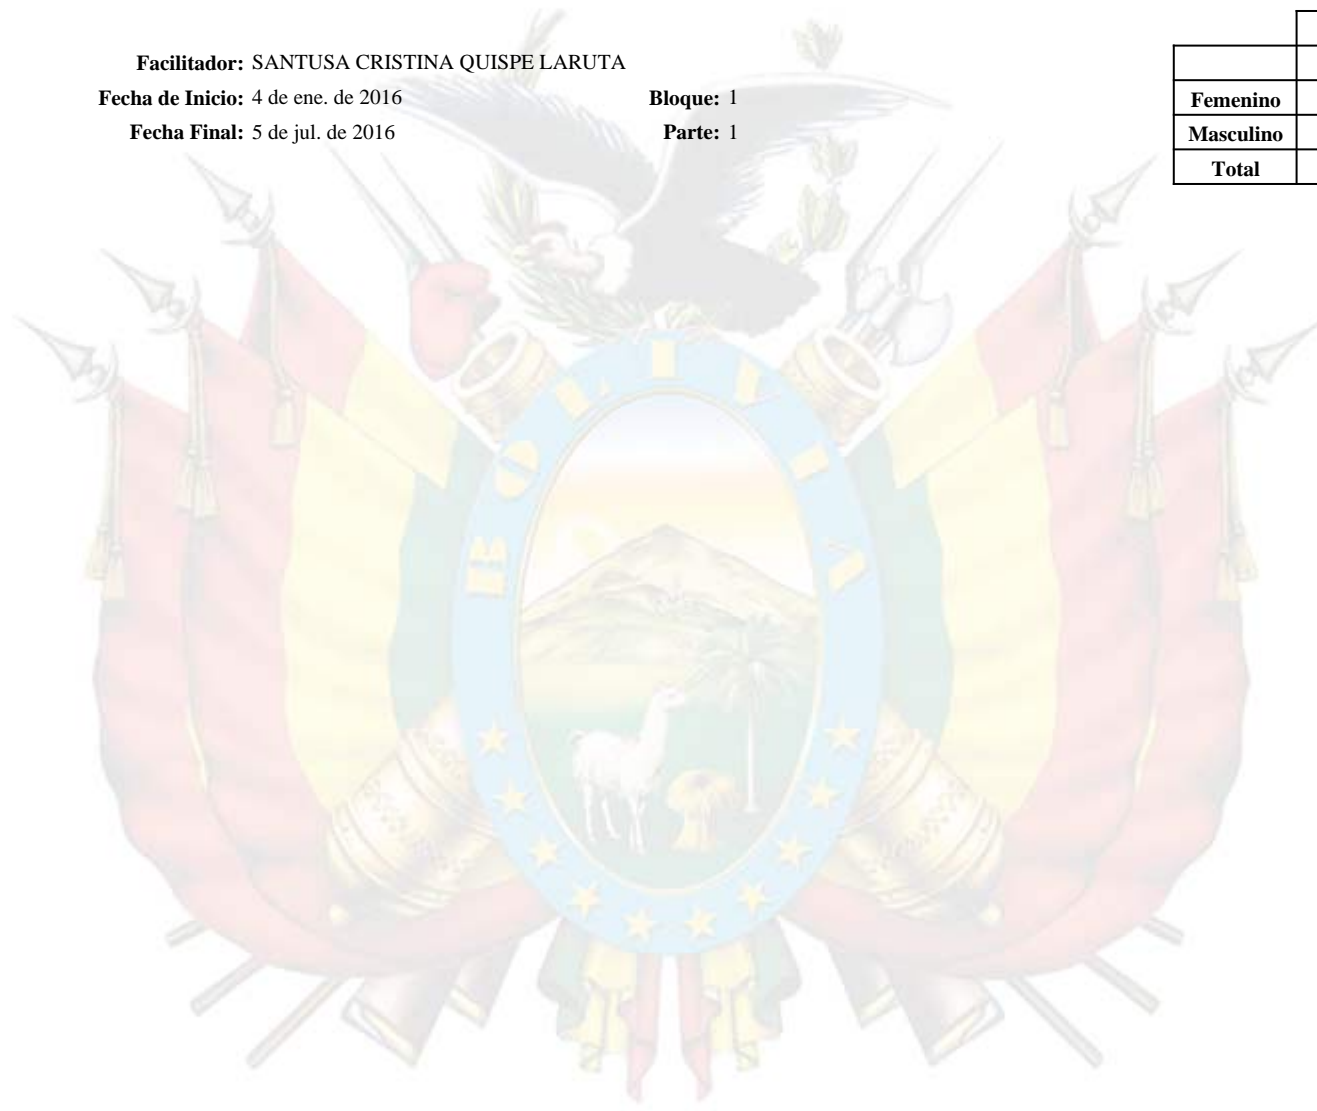 Facilitador: SANTUSA CRISTINA QUISPE LARUTA
Fecha de Inicio: 4 de ene. de 2016 Bloque: 1
Fecha Final: 5 de jul. de 2016 Parte: 1
Femenino
Masculino
Total
BOLIVIA